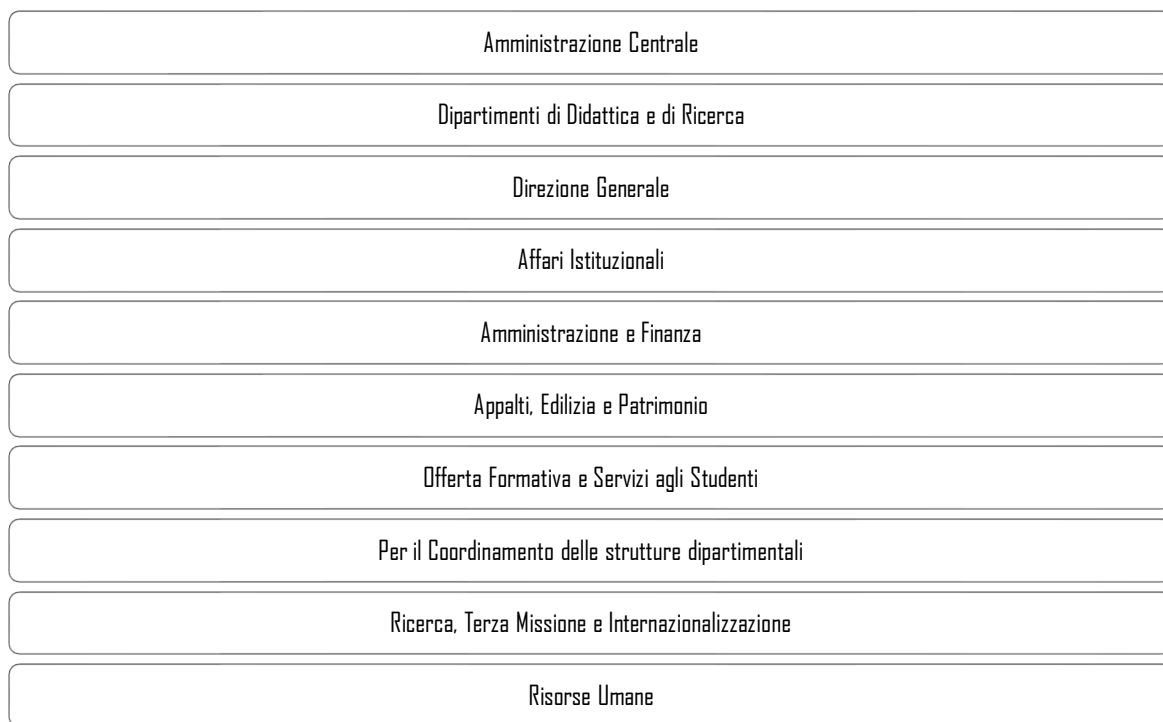 Amministrazione Centrale
Dipartimenti di Didattica e di Ricerca
Direzione Generale
Affari Istituzionali
Amministrazione e Finanza
Appalti, Edilizia e Patrimonio
Offerta Formativa e Servizi agli Studenti
Per il Coordinamento delle strutture dipartimentali
Ricerca, Terza Missione e Internazionalizzazione
Risorse Umane